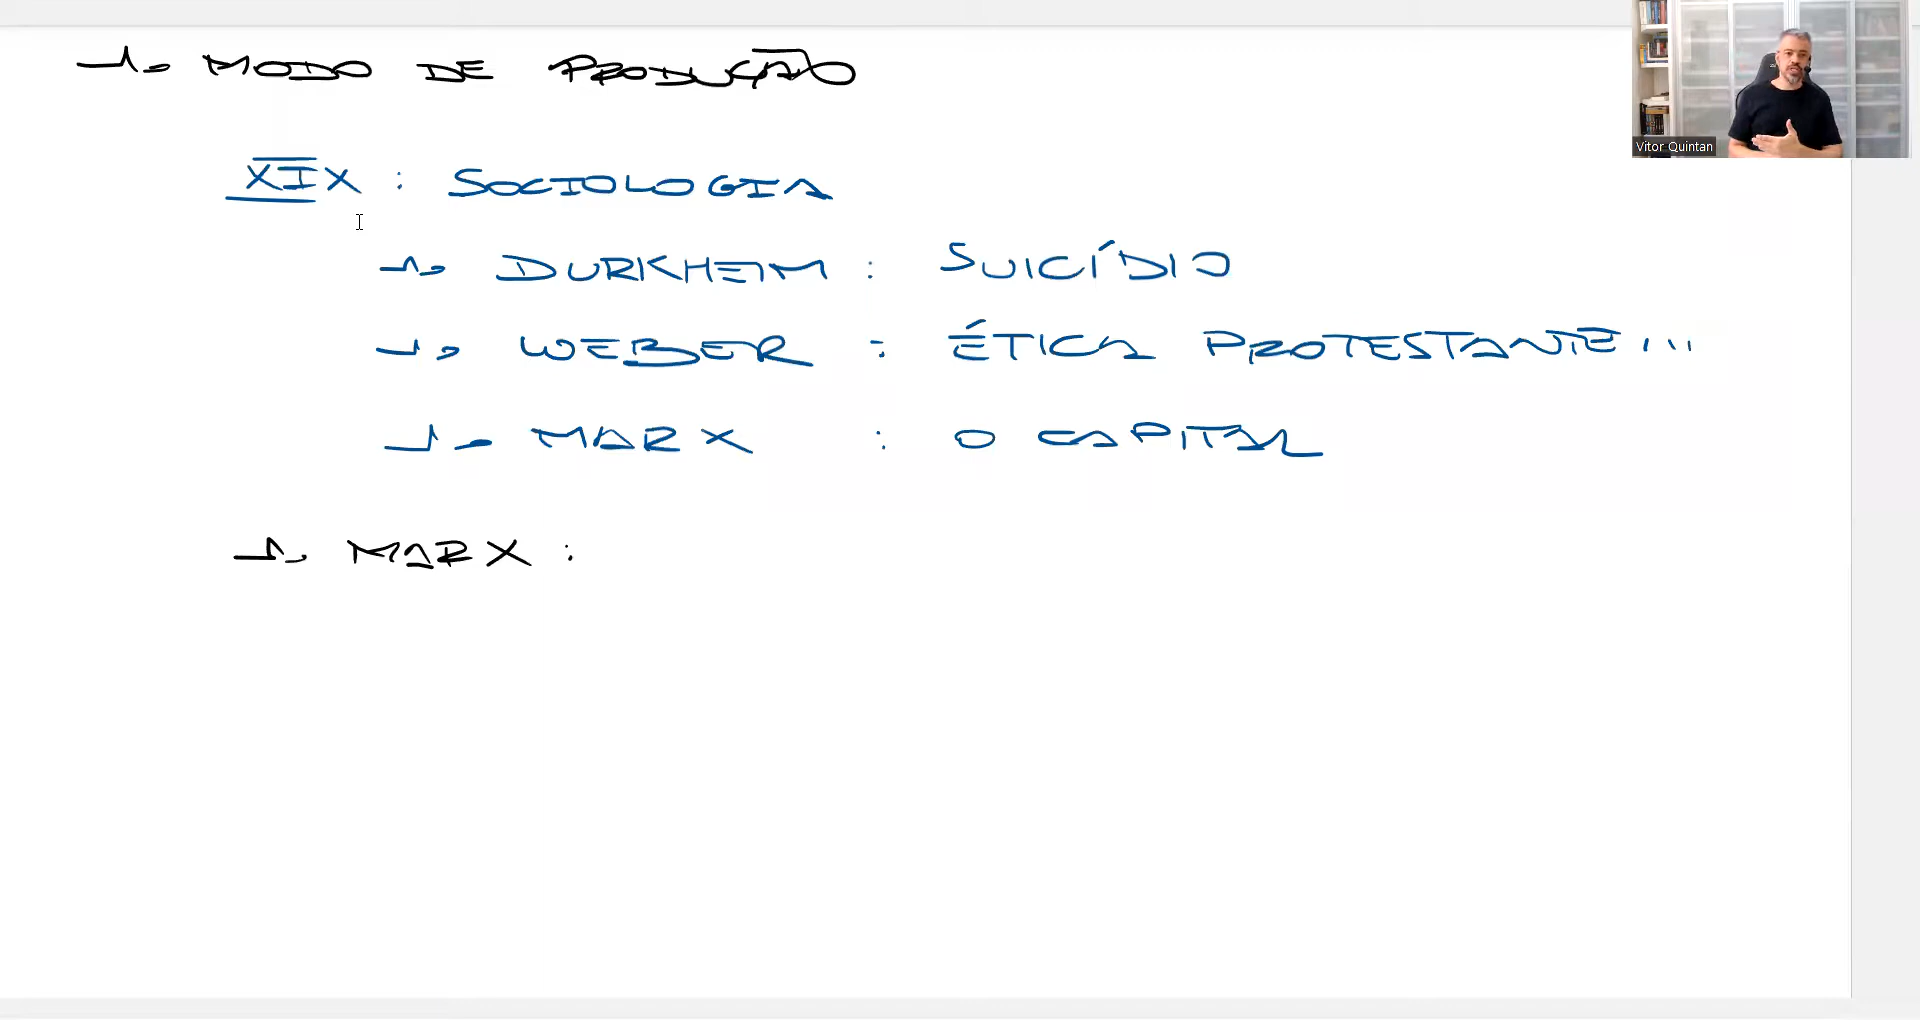 MODO DE PRODUÇÃO
Vitor Quintan
XIX : SOCIOLOGIA
DURKHEIM : SUICÍDIO
WEBER : ÉTICA PROTESTANTE...
MARX : O CAPITAL
MARX :